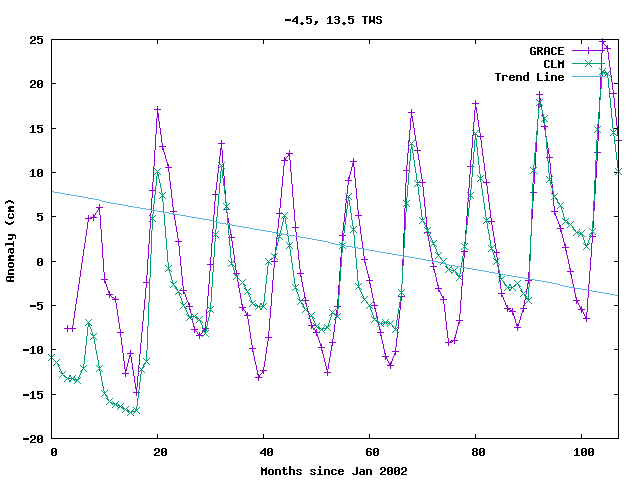 -4.5, 13.5 TWS
GRACE
CLM
Trend Line
25
20
15
10
5
0
-5
-10
-15
-20
Anomaly (cm)
0 20 40 60 80 100
Months since Jan 2002